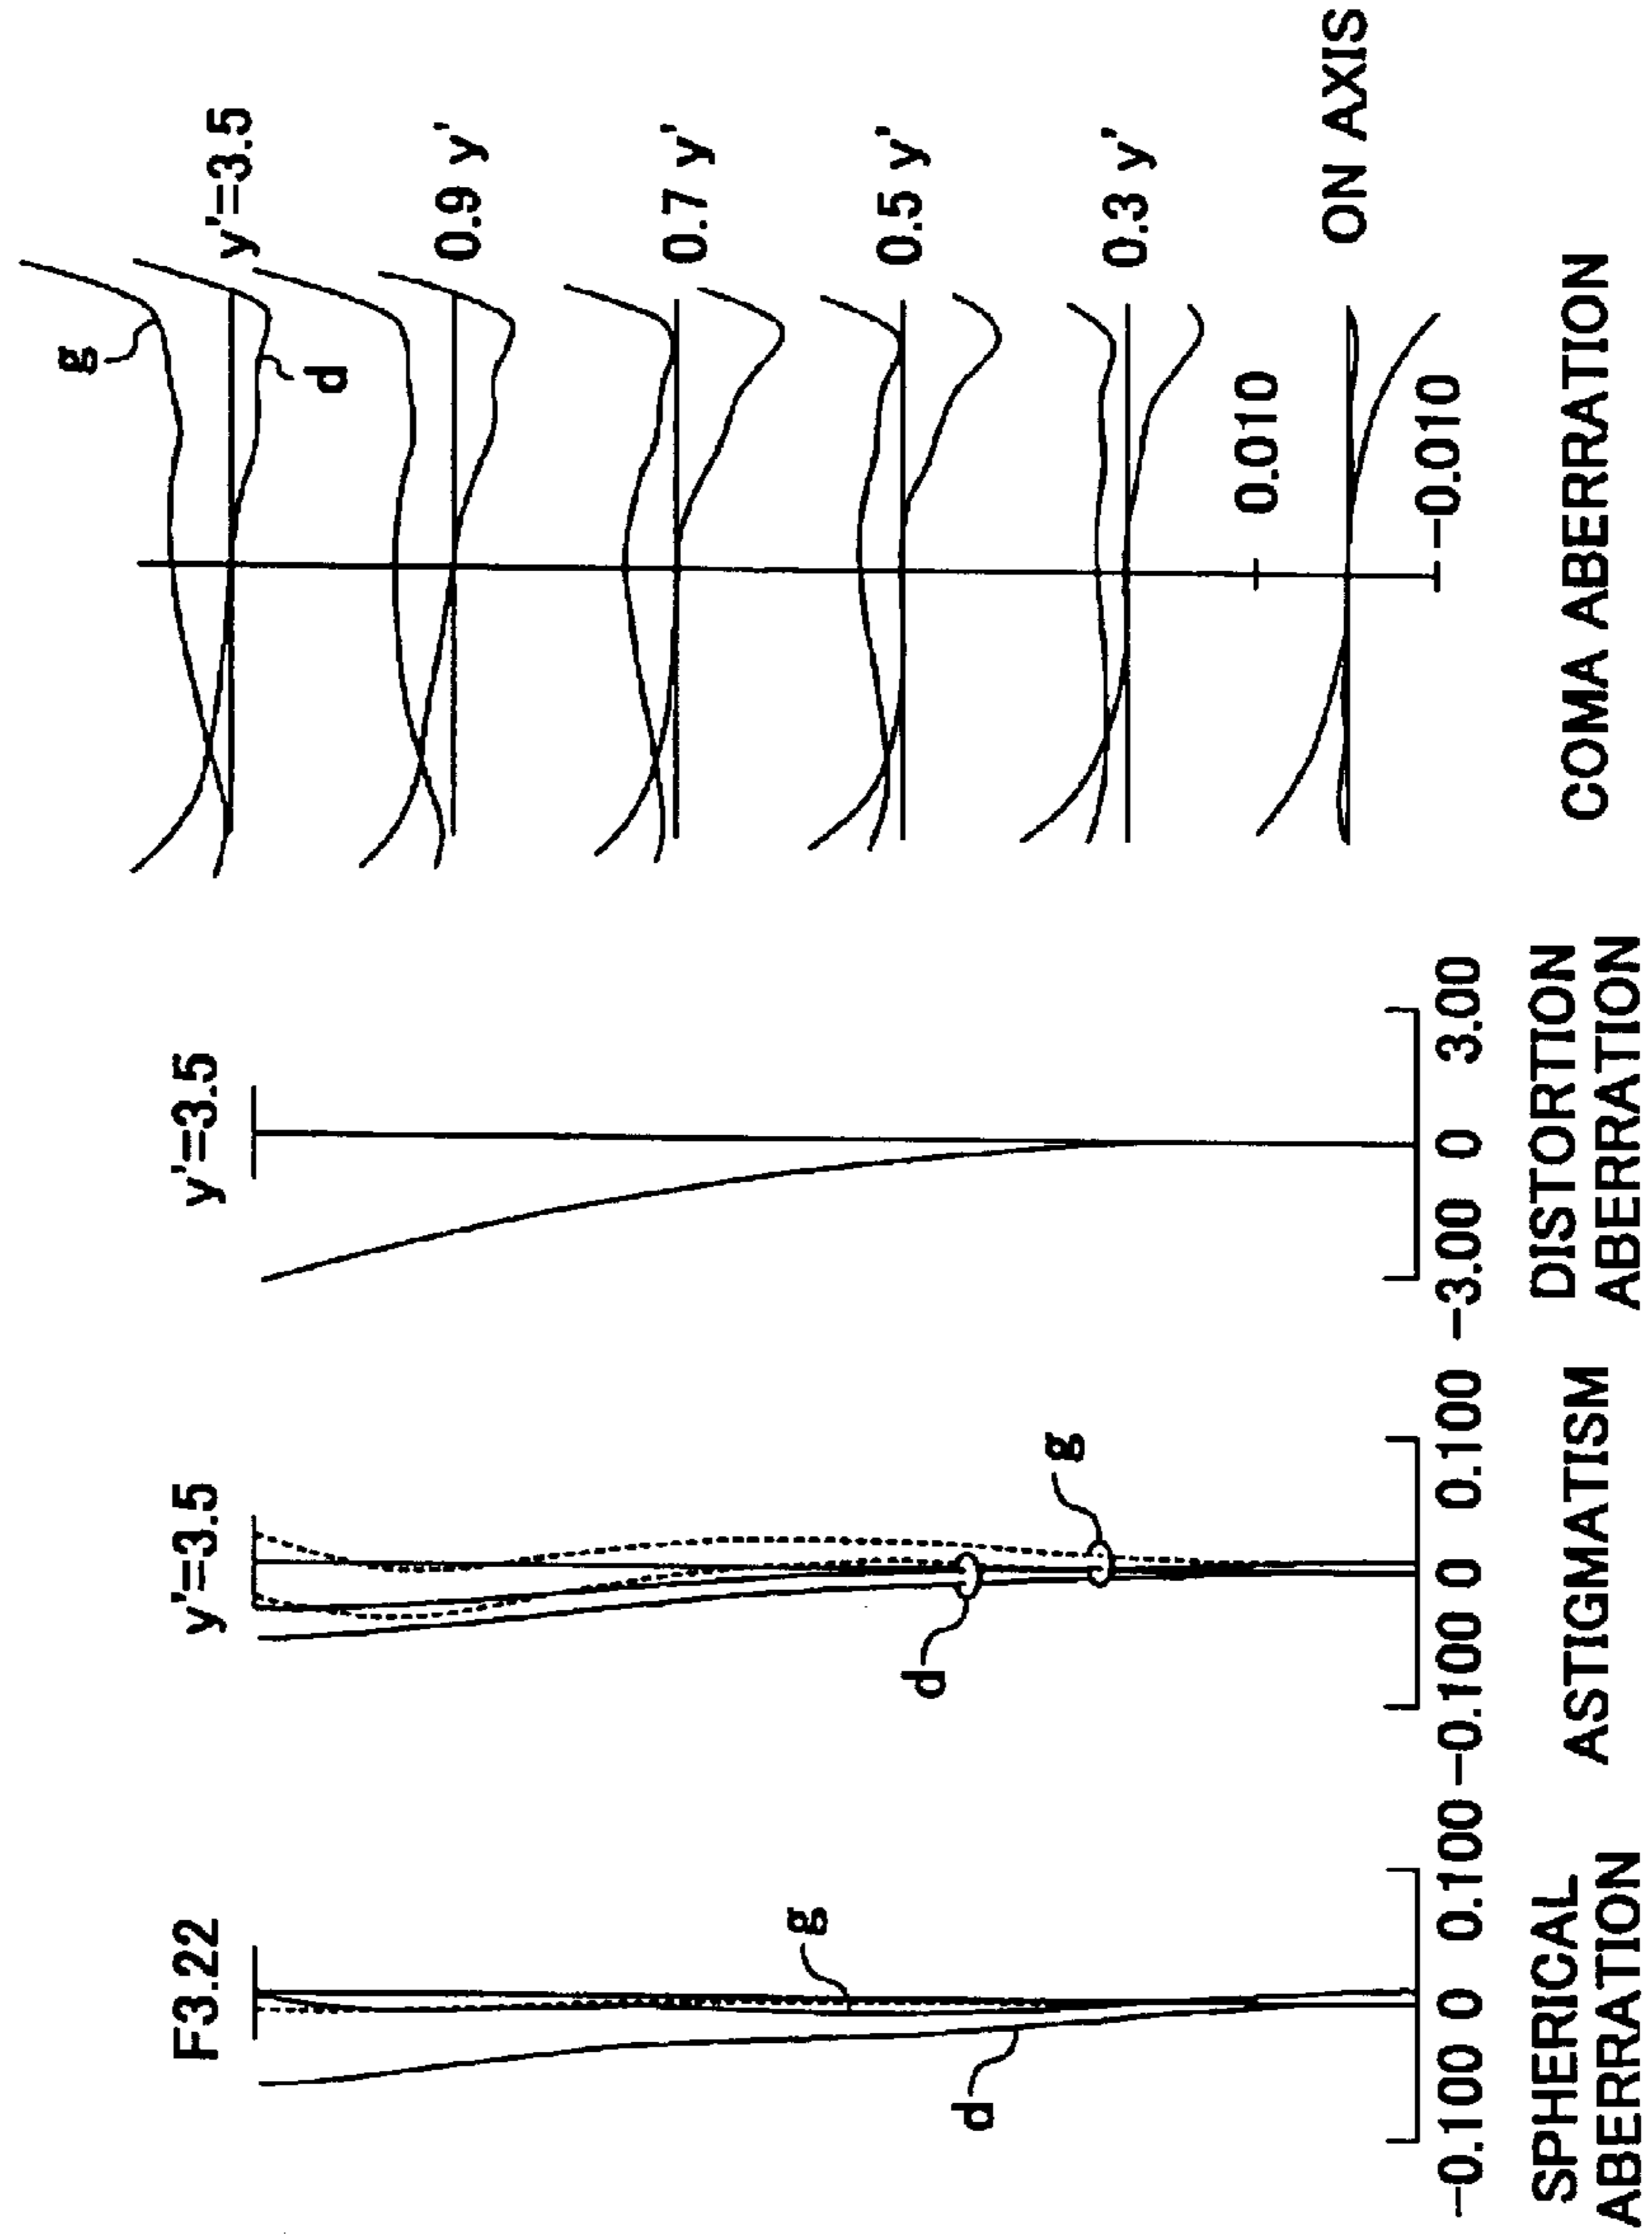 F3.22
g
d
-0.100 0 0.100
SPHERICAL
ABERRATION
y'=3.5
g
d
-0.100 0 0.100
ASTIGMATISM
y'=3.5
-3.00 0 3.00
DISTORTION
ABERRATION
g
y'=3.5
d
0.9 y'
0.7 y'
0.5 y'
0.3 y'
0.010
ON AXIS
-0.010
COMA ABERRATION